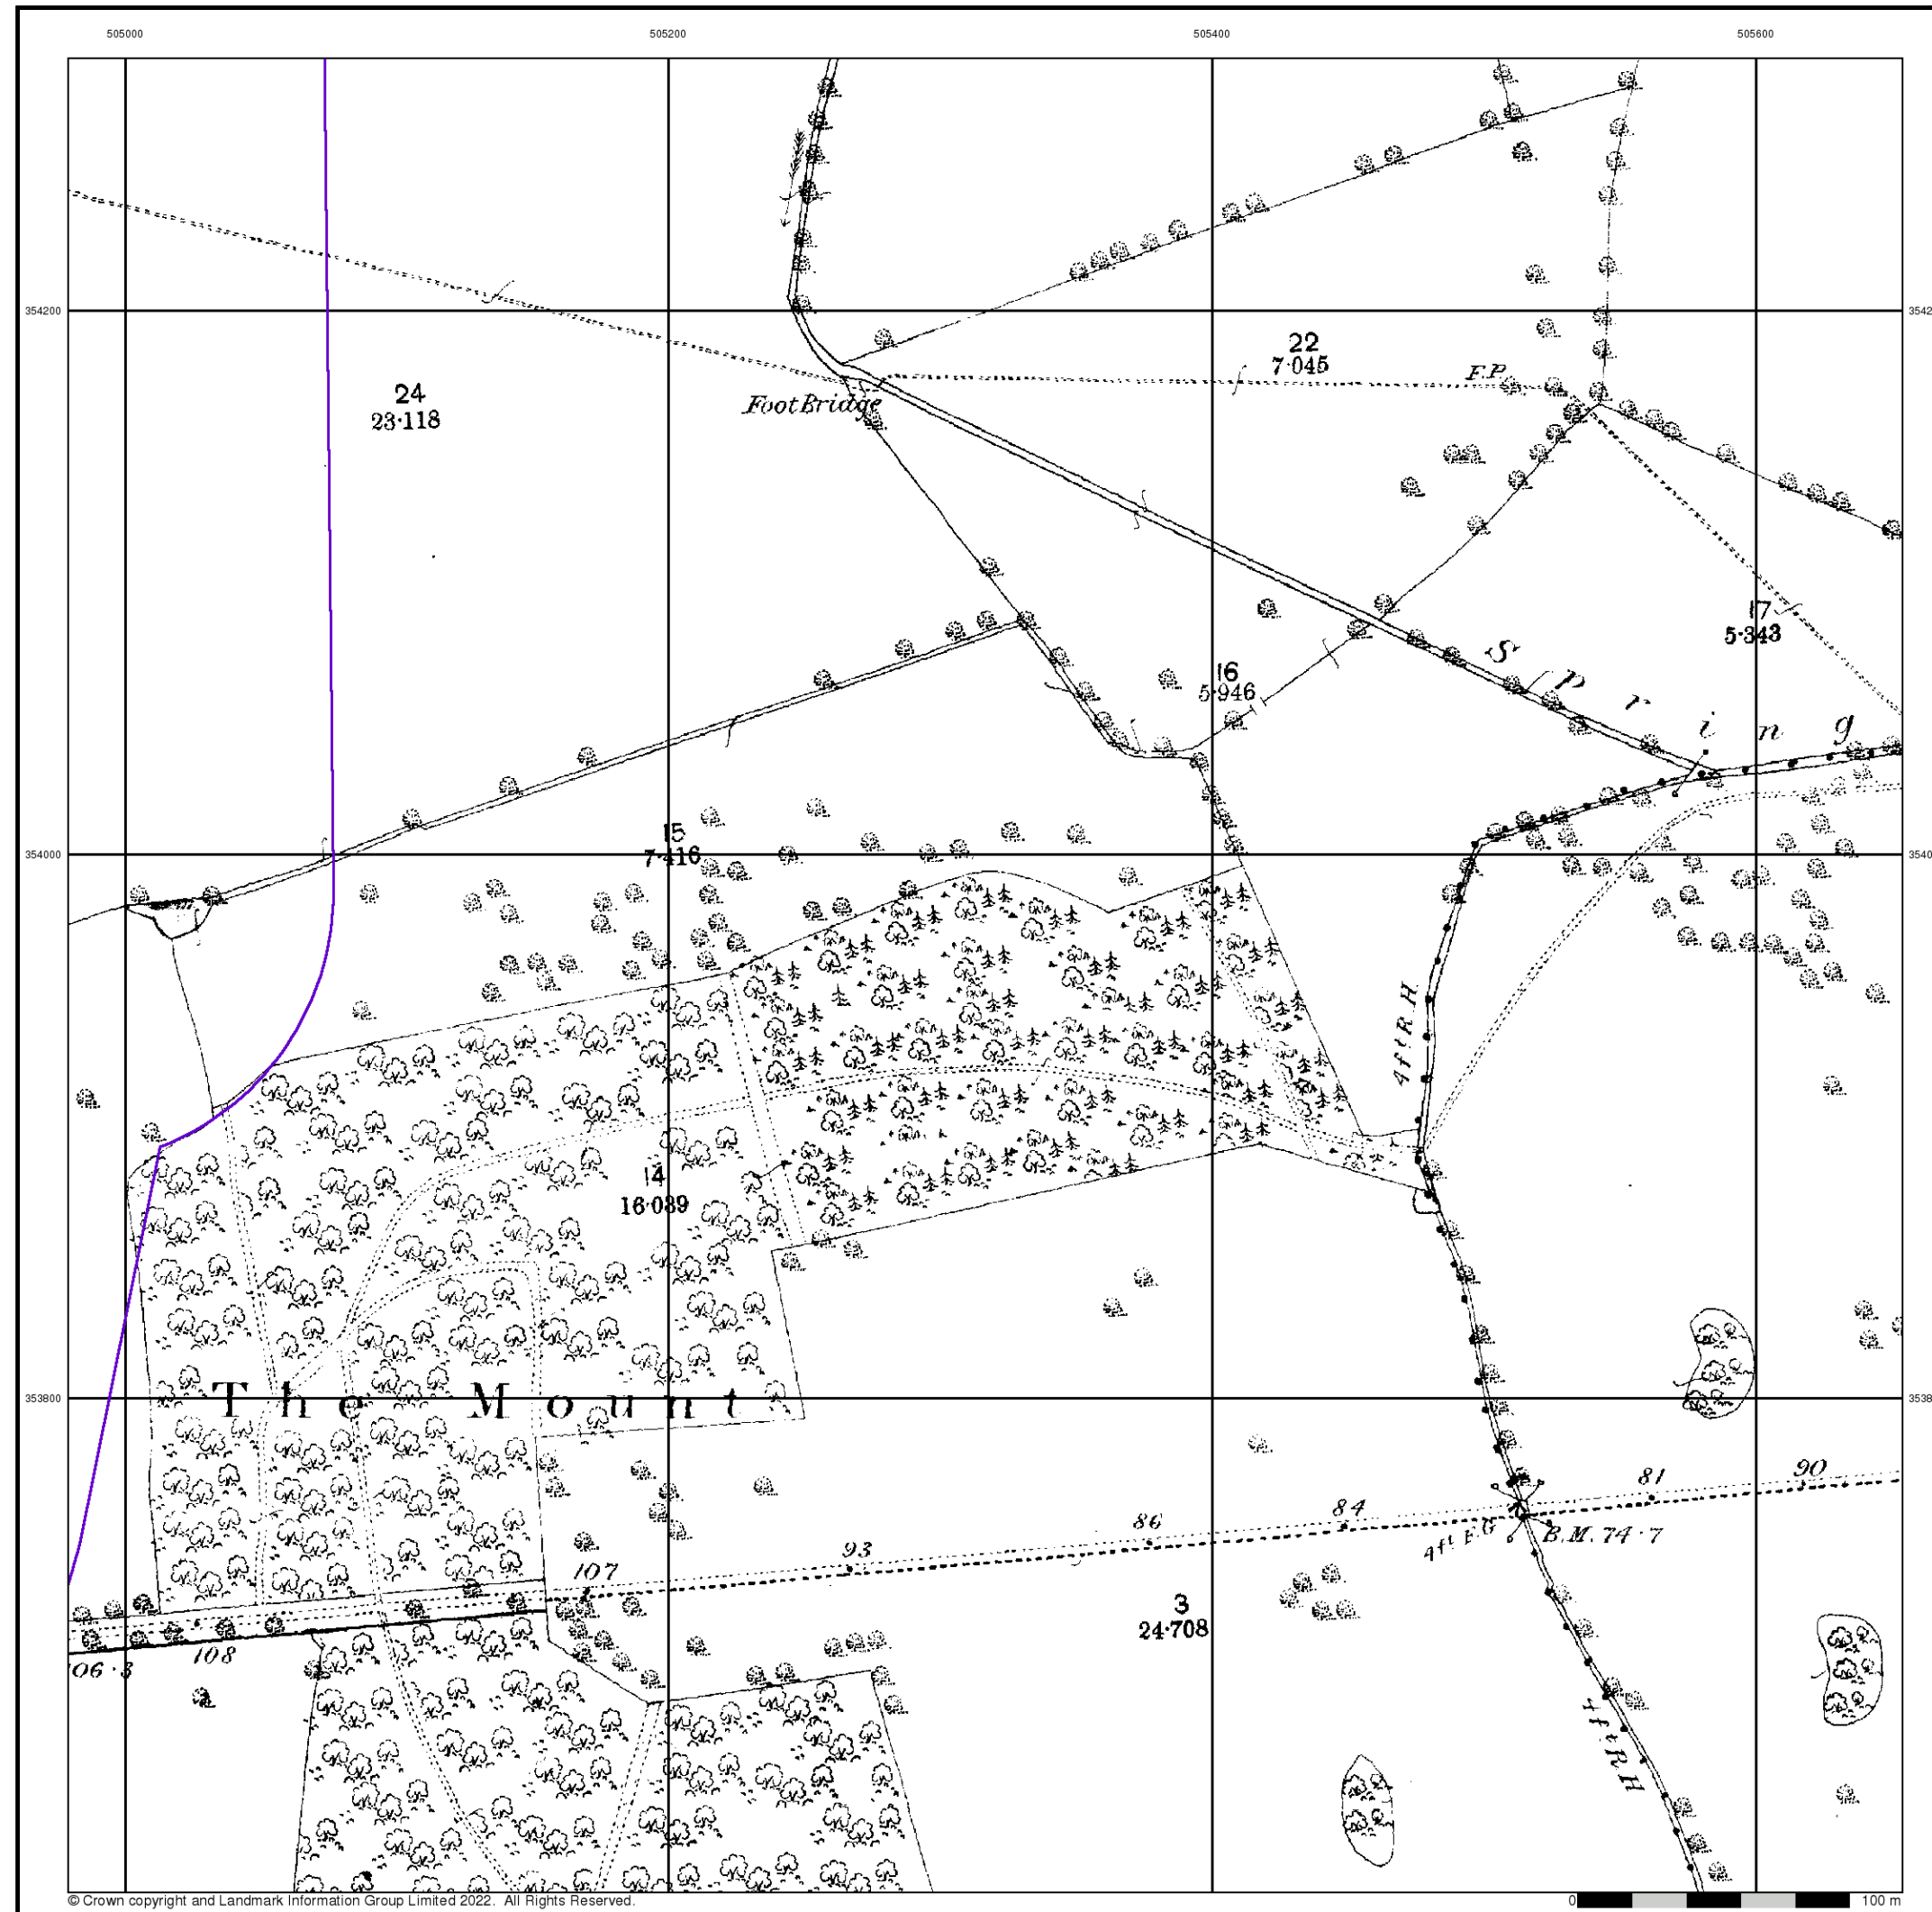 505000 505200 505400 505600
354200
22
7·045
F.P.
24
23·118
Foot Bridge
17
5·343
16
5·946
Spring
354000
15
7·416
4ft R.H
14
16·089
353800
The Mount
81 90
84
86
93
4ft F G
B.M. 74·7
107
3
24·708
108
106·3
4ft R H
© Crown copyright and Landmark Information Group Limited 2022. All Rights Reserved.
0 100 m